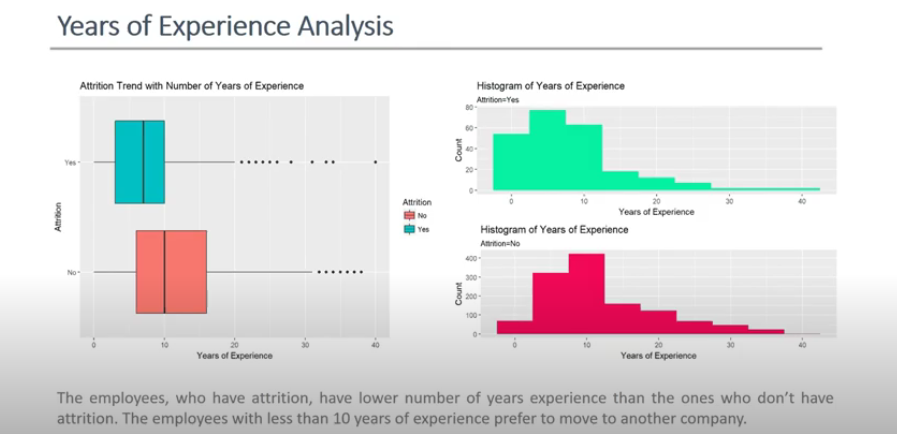 Years of Experience Analysis
Attrition Trend with Number of Years of Experience
Attrition
Yes
No
0 10 20 30 40
Years of Experience
Attrition
No
Yes
Histogram of Years of Experience
Attrition=Yes
Count
80
60
40
20
0
0 10 20 30 40
Years of Experience
Histogram of Years of Experience
Attrition=No
Count
400
300
200
100
0
0 10 20 30 40
Years of Experience
The employees, who have attrition, have lower number of years experience than the ones who don't have
attrition. The employees with less than 10 years of experience prefer to move to another company.